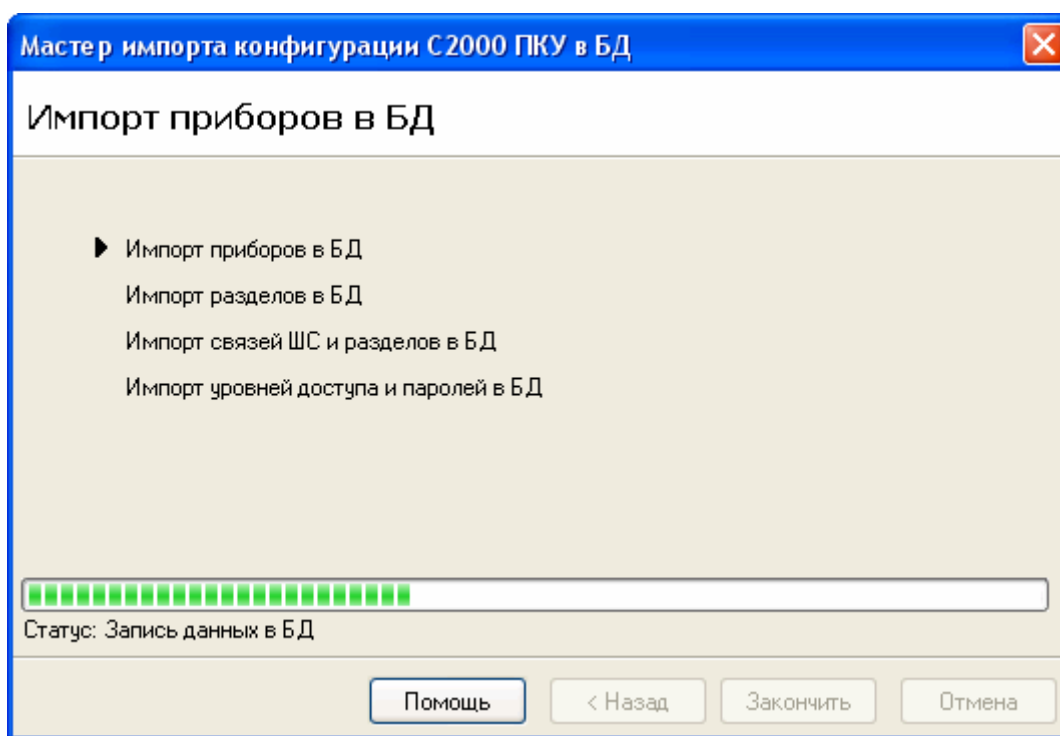 Мастер импорта конфигурации С2000 ПКУ в БД
Импорт приборов в БД
Импорт приборов в БД
Импорт разделов в БД
Импорт связей ШС и разделов в БД
Импорт уровней доступа и паролей в БД
Статус: Запись данных в БД
Помощь
< Назад
Закончить
Отмена